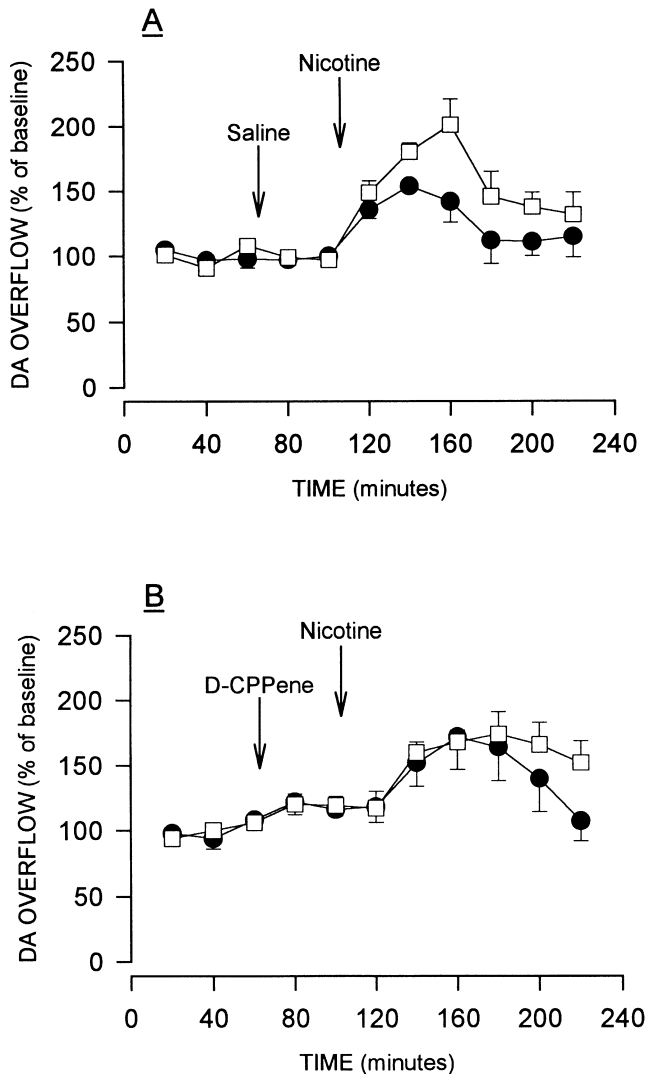 A
250
200
150
100
50
0
DA OVERFLOW (% of baseline)
Saline
Nicotine
0 40 80 120 160 200 240
TIME (minutes)
B
250
200
150
100
50
0
DA OVERFLOW (% of baseline)
D-CPPene
Nicotine
0 40 80 120 160 200 240
TIME (minutes)